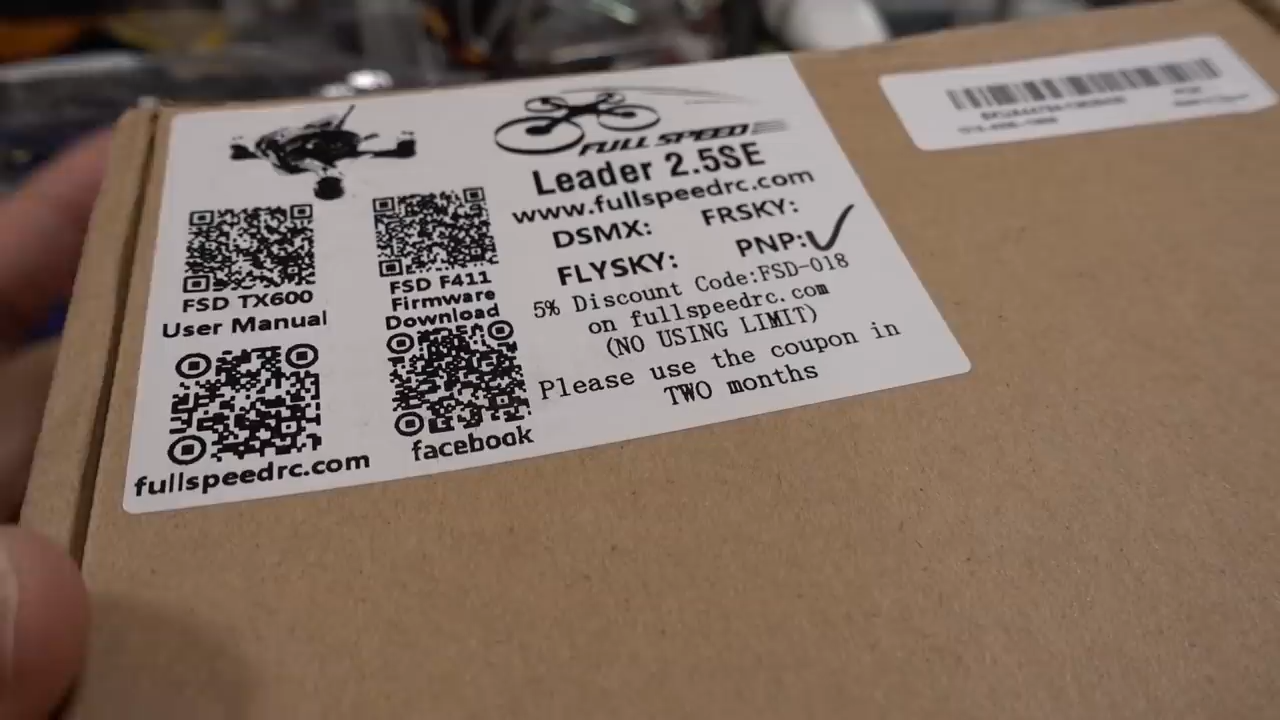 FULL SPEED
Leader 2.5SE
www.fullspeedrc.com
DSMX: FRSKY:
FLYSKY: PNP:✓
5% Discount Code:FSD-018
on fullspeedrc.com
(NO USING LIMIT)
Please use the coupon in
TWO months
FSD TX600
User Manual
FSD F411
Firmware
Download
fullspeedrc.com
facebook